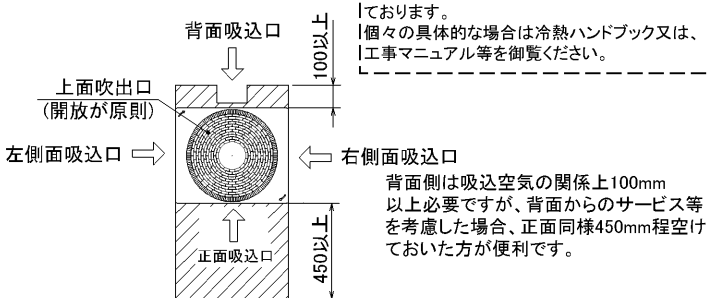 ております。
個々の具体的な場合は冷熱ハンドブック又は、
工事マニュアル等を御覧ください。
背面吸込口
100以上
上面吹出口
(開放が原則)
左側面吸込口
右側面吸込口
正面吸込口
450以上
背面側は吸込空気の関係上100mm
以上必要ですが、背面からのサービス等
を考慮した場合、正面同様450mm程空け
ておいた方が便利です。